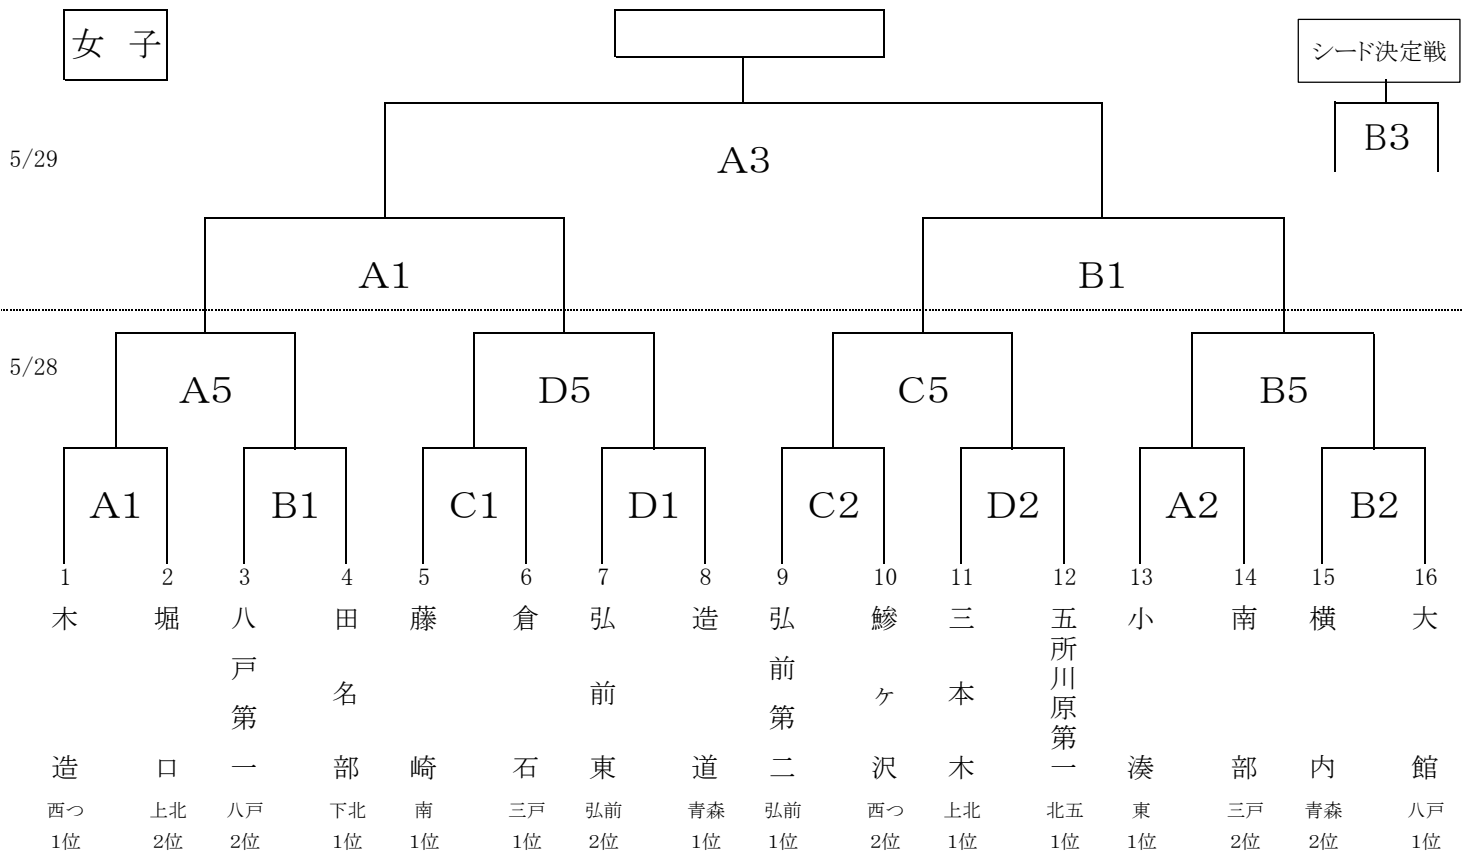 女 子
シード決定戦
B3
5/29
A3
A1
B1
5/28
A5
D5
C5
B5
A1
B1
C1
D1
C2
D2
A2
B2
1
2
3
4
5
6
7
8
9
10
11
12
13
14
15
16
木造
堀口
八戸第一
田名部
藤崎
倉石
弘前東
造道
弘前第二
鰺ヶ沢
三本木
五所川原第一
小湊
南部
横内
大館
西つ
上北
八戸
下北
南
三戸
弘前
青森
弘前
西つ
上北
北五
東
三戸
青森
八戸
1位
2位
2位
1位
1位
1位
2位
1位
1位
2位
1位
1位
1位
2位
2位
1位